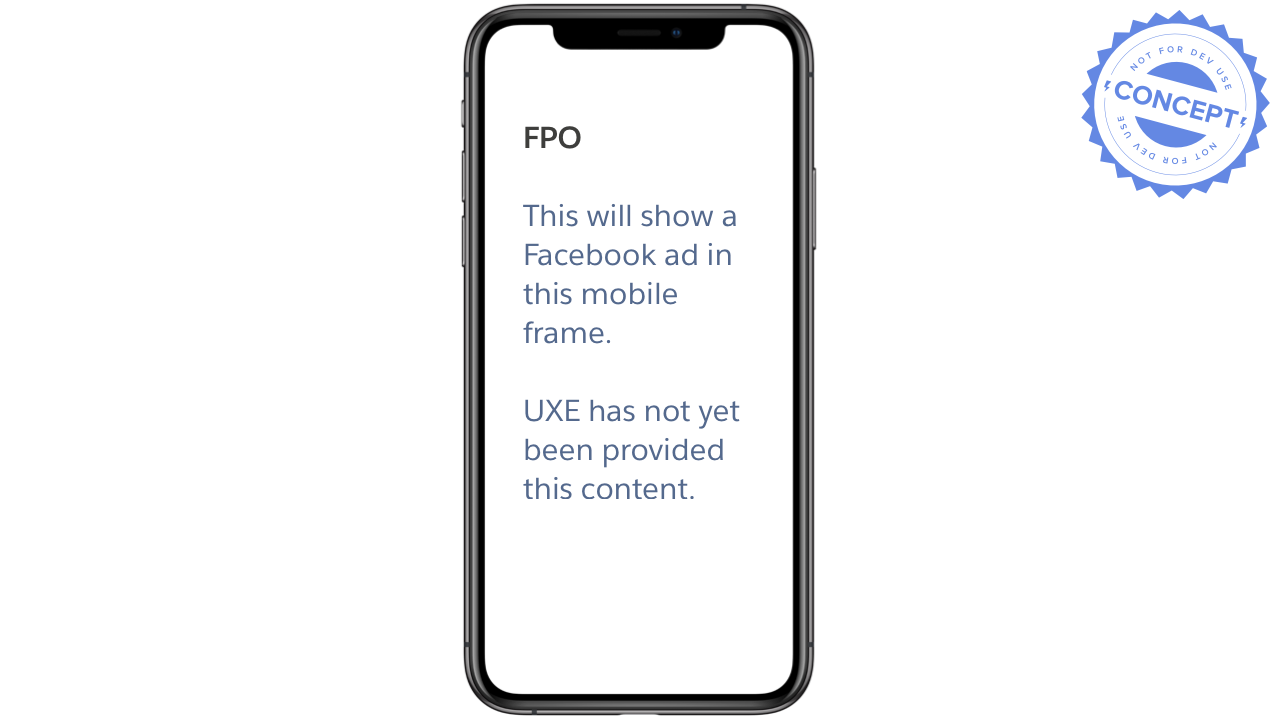 FPO
This will show a
Facebook ad in
this mobile
frame.
UXE has not yet
been provided
this content.
NOT FOR DEV USE
CONCEPT
NOT FOR DEV USE